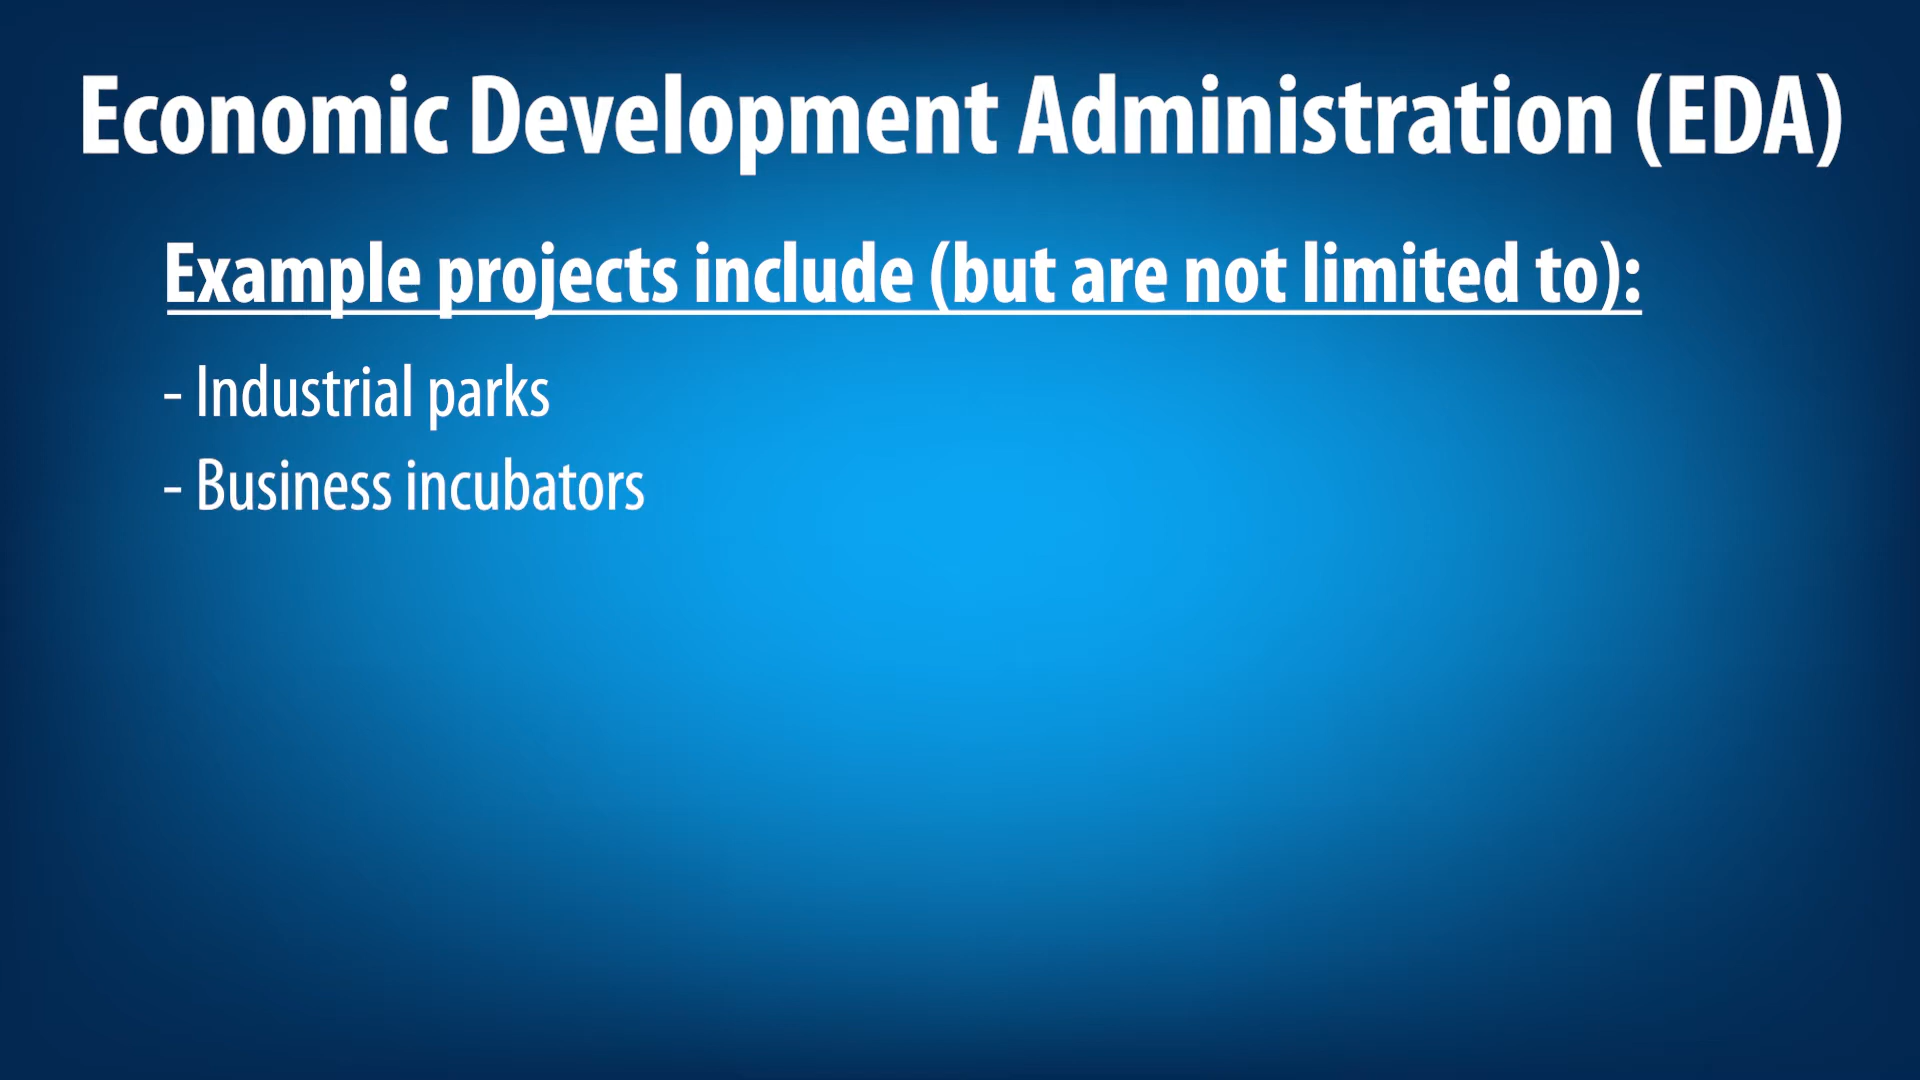 Economic Development Administration (EDA)
Example projects include (but are not limited to):
- Industrial parks
- Business incubators